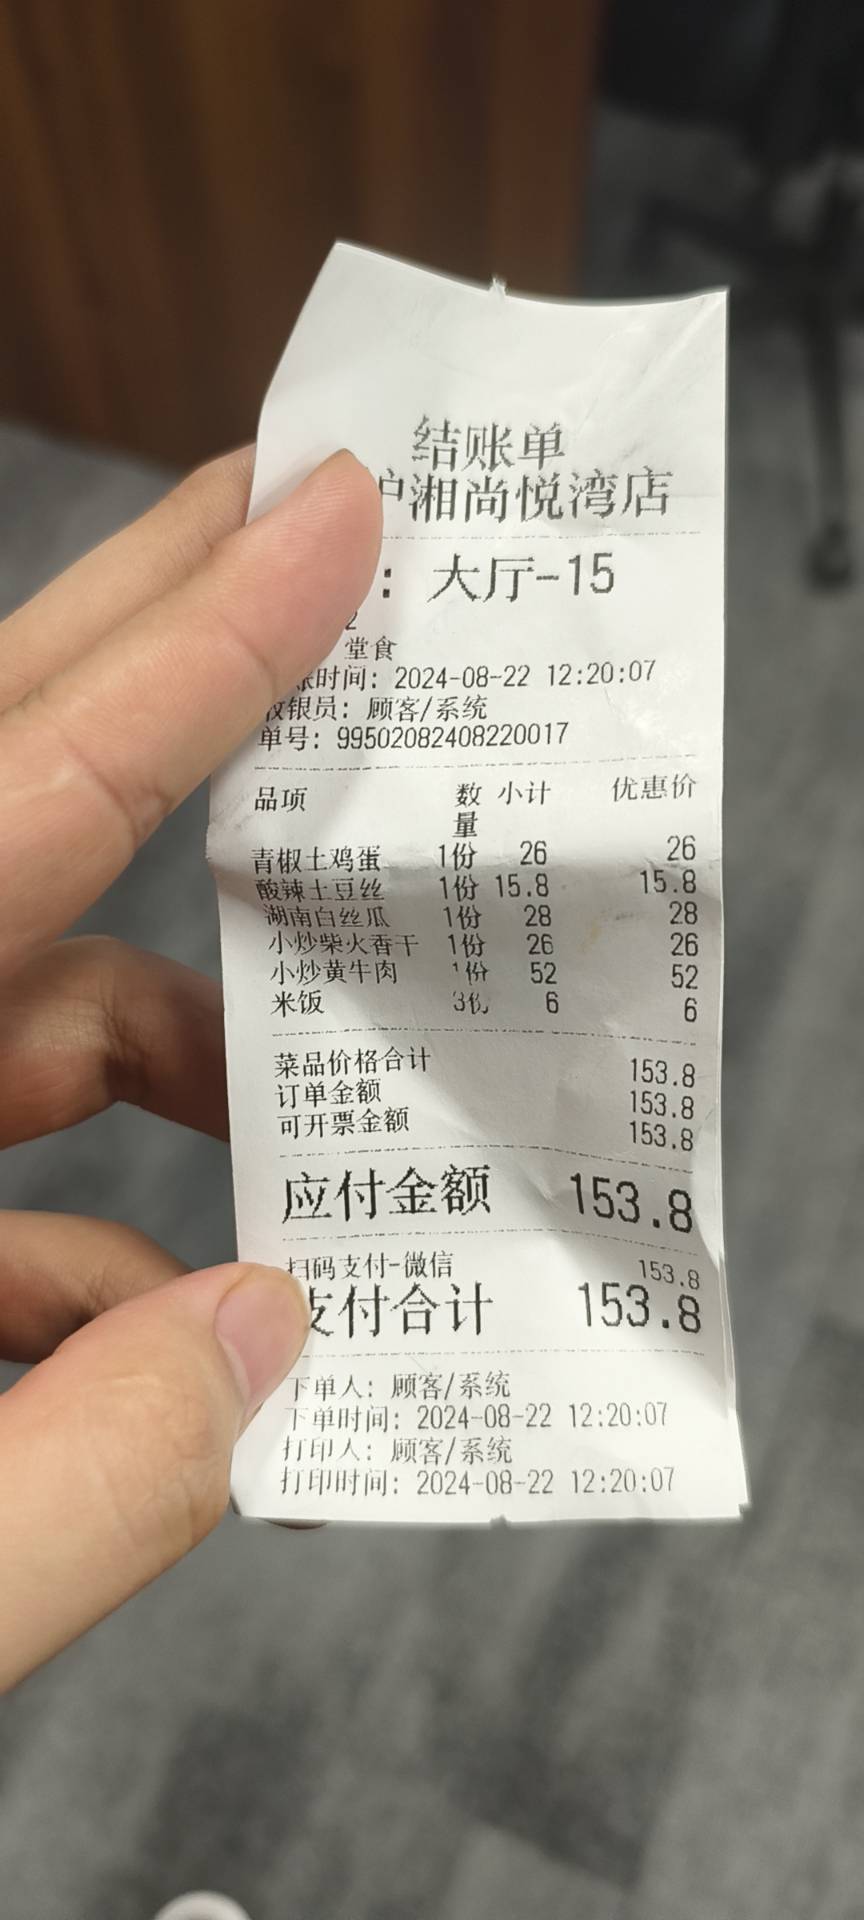 结账单
沪湘尚悦湾店
: 大厅-15
2
堂食
账时间: 2024-08-22 12:20:07
收银员: 顾客/系统
单号: 99502082408220017
品项 数量 小计 优惠价
青椒土鸡蛋 1份 26 26
酸辣土豆丝 1份 15.8 15.8
湖南白丝瓜 1份 28 28
小炒柴火香干 1份 26 26
小炒黄牛肉 1份 52 52
米饭 3份 6 6
菜品价格合计 153.8
订单金额 153.8
可开票金额 153.8
应付金额 153.8
扫码支付-微信 153.8
支付合计 153.8
下单人: 顾客/系统
下单时间: 2024-08-22 12:20:07
打印人: 顾客/系统
打印时间: 2024-08-22 12:20:07